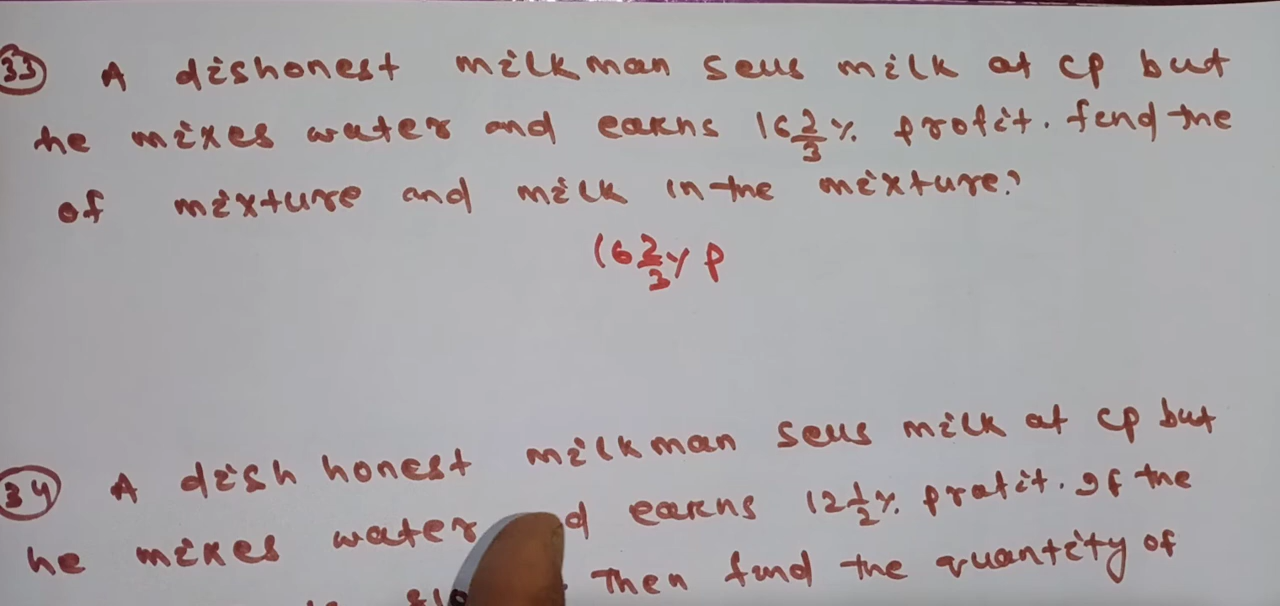 33 A dishonest milkman sells milk at cp but
he mixes water and earns 16 2/3 % profit. find the
of mixture and milk in the mixture?
16 2/3 % P
34 A dish honest milkman sells milk at cp but
he mixes water earns 12 1/2 % profit. If the
Then find the quantity of